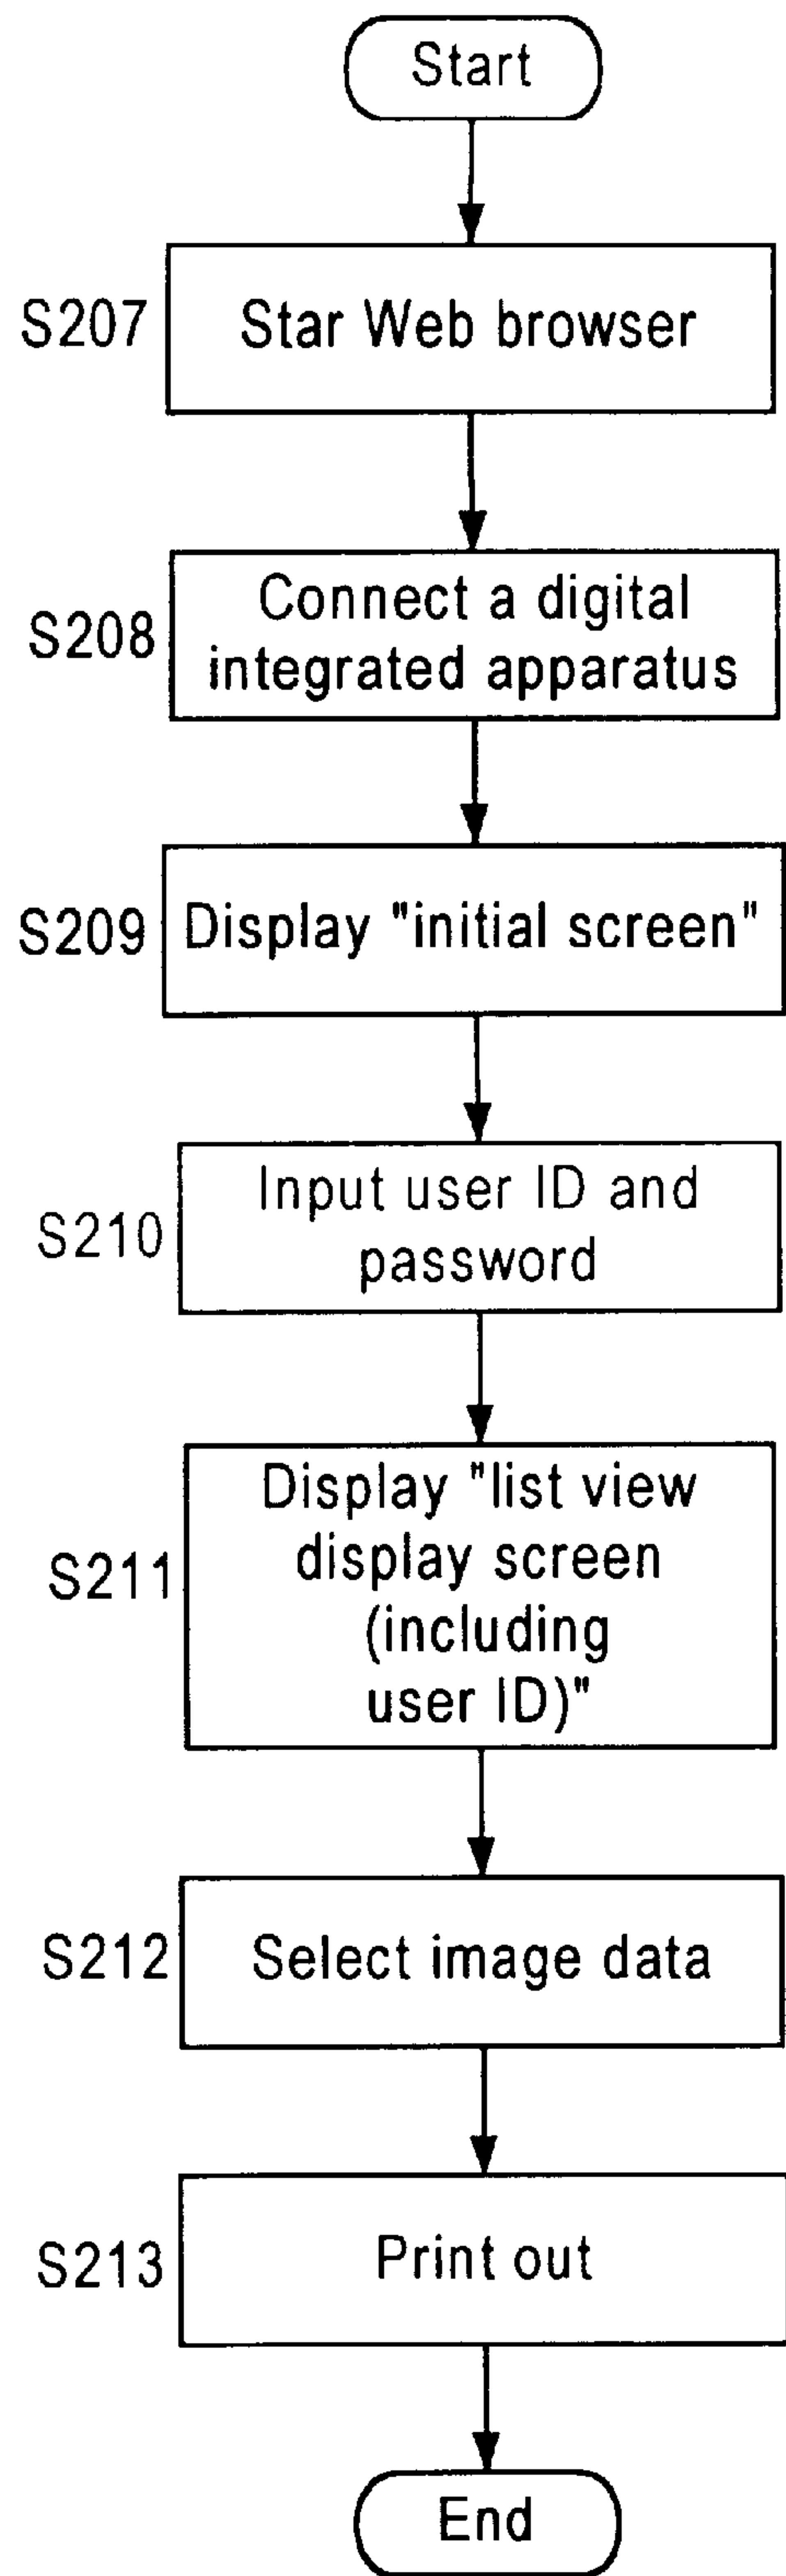 Start
S207
Star Web browser
S208
Connect a digital
integrated apparatus
S209
Display "initial screen"
S210
Input user ID and
password
S211
Display "list view
display screen
(including
user ID)"
S212
Select image data
S213
Print out
End